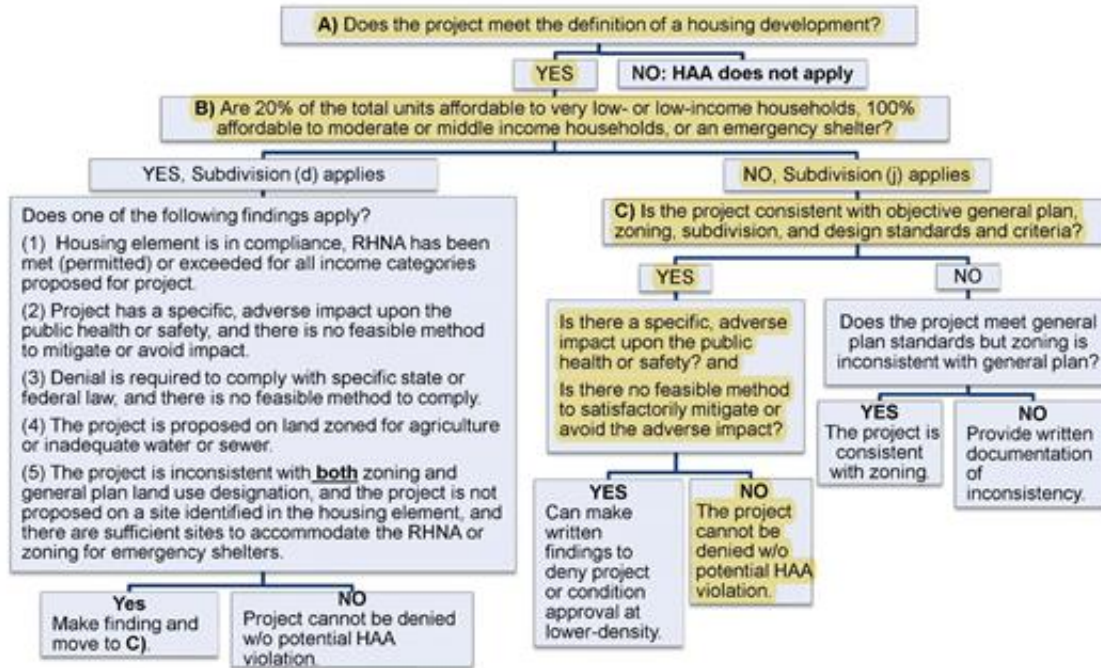 A) Does the project meet the definition of a housing development?
YES
NO: HAA does not apply
B) Are 20% of the total units affordable to very low- or low-income households, 100%
affordable to moderate or middle income households, or an emergency shelter?
YES, Subdivision (d) applies
Does one of the following findings apply?
(1) Housing element is in compliance, RHNA has been
met (permitted) or exceeded for all income categories
proposed for project.
(2) Project has a specific, adverse impact upon the
public health or safety, and there is no feasible method
to mitigate or avoid impact.
(3) Denial is required to comply with specific state or
federal law, and there is no feasible method to comply.
(4) The project is proposed on land zoned for agriculture
or inadequate water or sewer.
(5) The project is inconsistent with both zoning and
general plan land use designation, and the project is not
proposed on a site identified in the housing element, and
there are sufficient sites to accommodate the RHNA or
zoning for emergency shelters.
Yes
Make finding and
move to C).
NO
Project cannot be denied
w/o potential HAA
violation.
NO, Subdivision (j) applies
C) Is the project consistent with objective general plan,
zoning, subdivision, and design standards and criteria?
YES
Is there a specific, adverse
impact upon the public
health or safety? and
Is there no feasible method
to satisfactorily mitigate or
avoid the adverse impact?
YES
Can make
written
findings to
deny project
or condition
approval at
lower-density.
NO
The project
cannot be
denied w/o
potential HAA
violation.
NO
Does the project meet general
plan standards but zoning is
inconsistent with general plan?
YES
The project is
consistent
with zoning.
NO
Provide written
documentation
of
inconsistency.